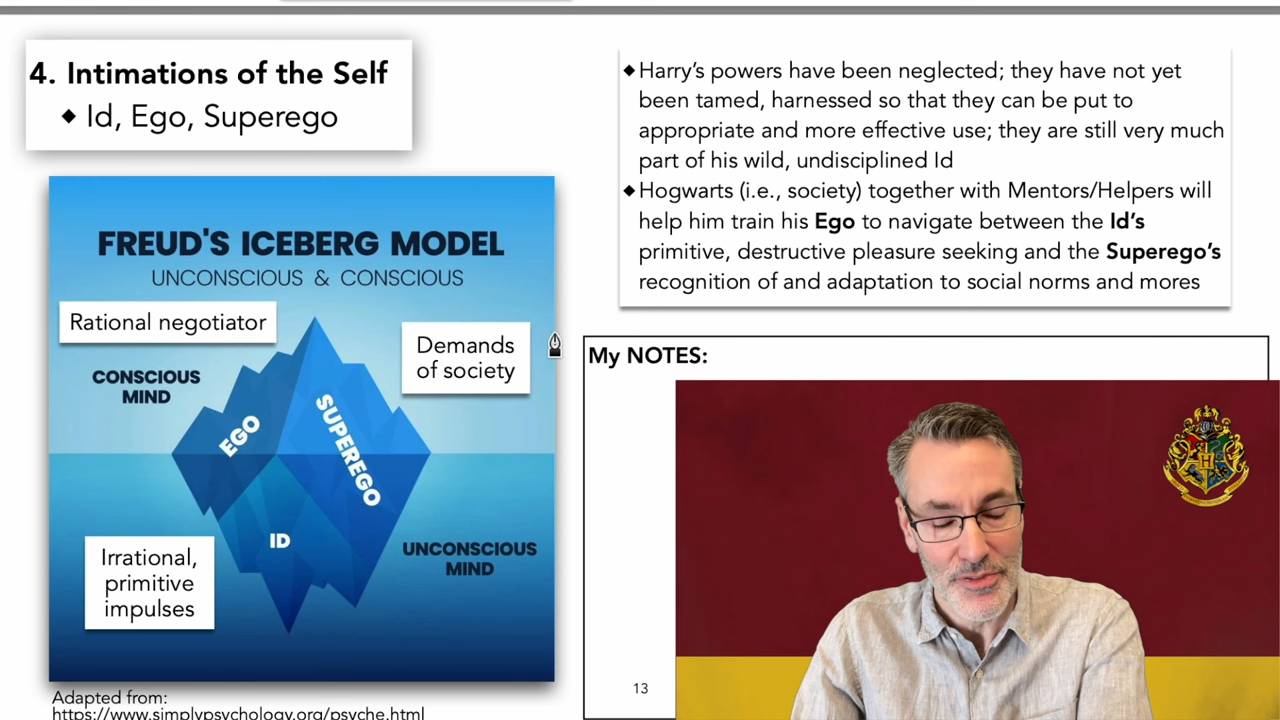 4. Intimations of the Self
◆ Id, Ego, Superego
FREUD'S ICEBERG MODEL
UNCONSCIOUS & CONSCIOUS
Rational negotiator
Demands
of society
CONSCIOUS
MIND
EGO
SUPEREGO
ID
Irrational,
primitive
impulses
UNCONSCIOUS
MIND
Adapted from:
https://www.simplypsychology.org/psyche.html
◆Harry's powers have been neglected; they have not yet
been tamed, harnessed so that they can be put to
appropriate and more effective use; they are still very much
part of his wild, undisciplined Id
◆Hogwarts (i.e., society) together with Mentors/Helpers will
help him train his Ego to navigate between the Id's
primitive, destructive pleasure seeking and the Superego's
recognition of and adaptation to social norms and mores
My NOTES:
H
13